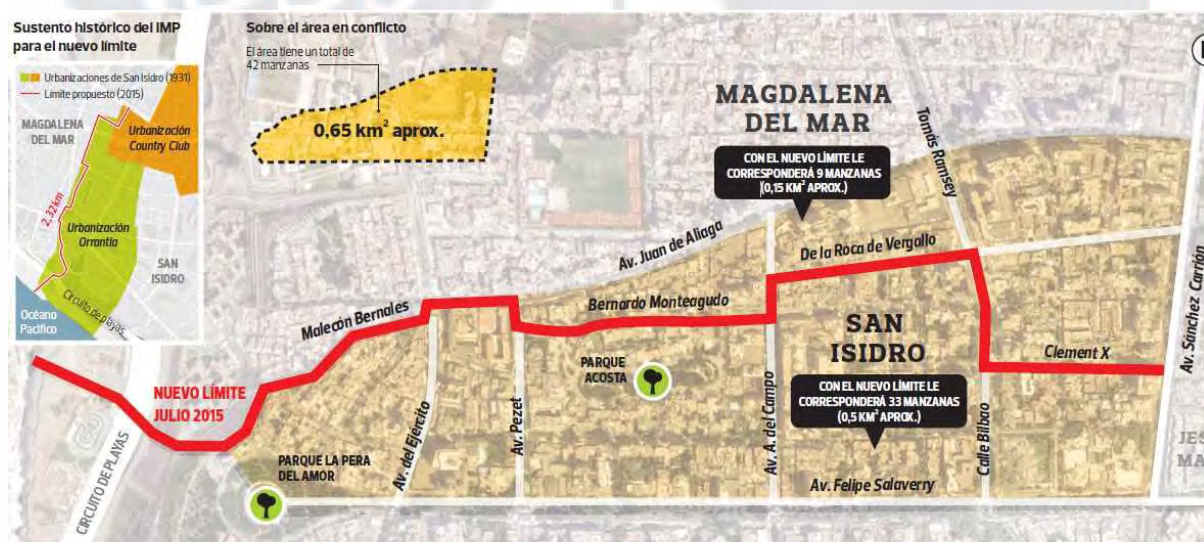 Sustento histórico del IMP
para el nuevo límite
Urbanizaciones de San Isidro (1931)
Límite propuesto (2015)
MAGDALENA
DEL MAR
Urbanización
Country Club
2,32 km
Urbanización
Orrantia
SAN
ISIDRO
Circuito de playas
Océano
Pacífico
Sobre el área en conflicto
El área tiene un total de
42 manzanas
0,65 km² aprox.
MAGDALENA
DEL MAR
CON EL NUEVO LÍMITE LE
CORRESPONDERÁ 9 MANZANAS
(0,15 KM² APROX.)
Tomás Ramsey
Av. Juan de Aliaga
De la Roca de Vergallo
Malecón Bernales
Bernardo Monteagudo
Av. Sánchez Carrión
SAN
ISIDRO
Clement X
PARQUE
ACOSTA
NUEVO LÍMITE
JULIO 2015
CON EL NUEVO LÍMITE LE
CORRESPONDERÁ 33 MANZANAS
(0,5 KM² APROX.)
Av. del Ejército
Av. Pezet
Av. A. del Campo
Calle Bilbao
PARQUE LA PERA
DEL AMOR
CIRCUITO DE PLAYAS
Av. Felipe Salaverry